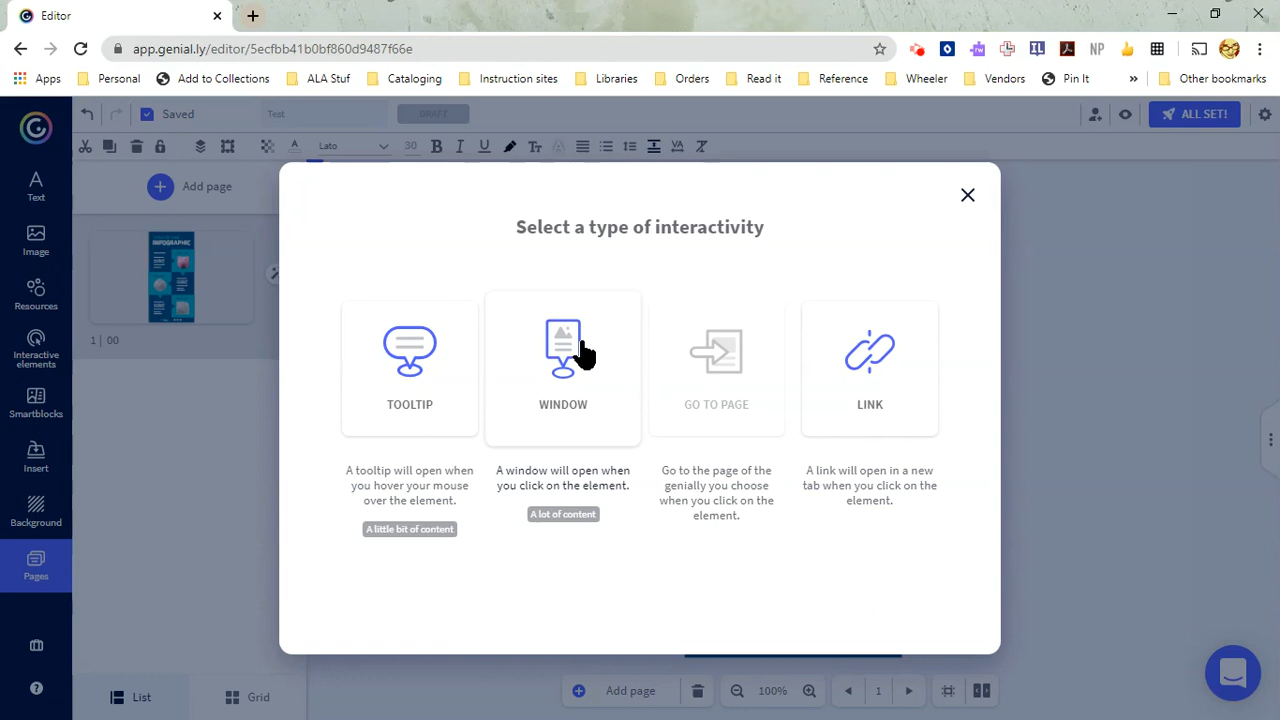 Editor
app.genial.ly/editor/5ecfbb41b0bf860d9487f66e
Apps
Personal
Add to Collections
ALA Stuf
Cataloging
Instruction sites
Libraries
Orders
Read it
Reference
Wheeler
Vendors
Pin It
»
Other bookmarks
Saved
Test
DRAFT
ALL SET!
Lato
30
Text
Image
Resources
Interactive
elements
Smartblocks
Insert
Background
Pages
Add page
INFOGRAPHIC
1 | 00
Select a type of interactivity
TOOLTIP
WINDOW
GO TO PAGE
LINK
A tooltip will open when
you hover your mouse
over the element.
A little bit of content
A window will open when
you click on the element.
A lot of content
Go to the page of the
genially you choose
when you click on the
element.
A link will open in a new
tab when you click on the
element.
List
Grid
Add page
100%
1